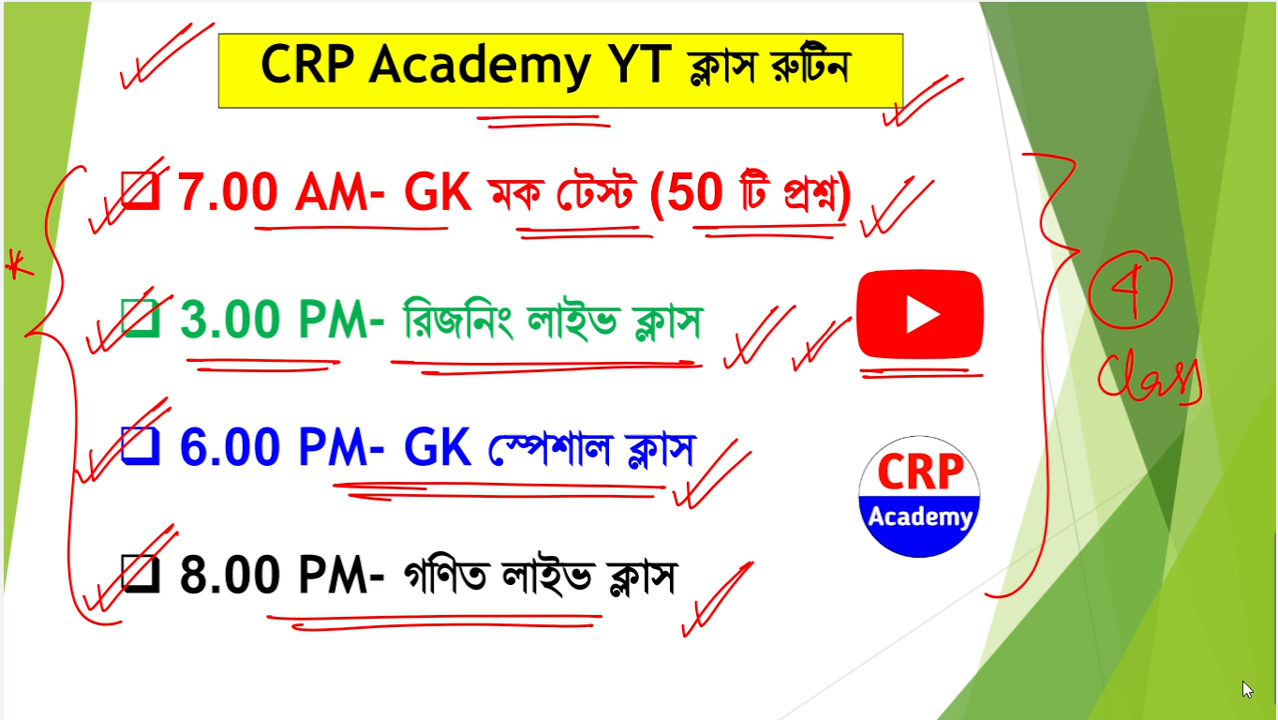 CRP Academy YT ক্লাস রুটিন
7.00 AM- GK মক টেস্ট (50 টি প্রশ্ন)
3.00 PM- রিজনিং লাইভ ক্লাস
6.00 PM- GK স্পেশাল ক্লাস
8.00 PM- গণিত লাইভ ক্লাস
4
Class
CRP
Academy